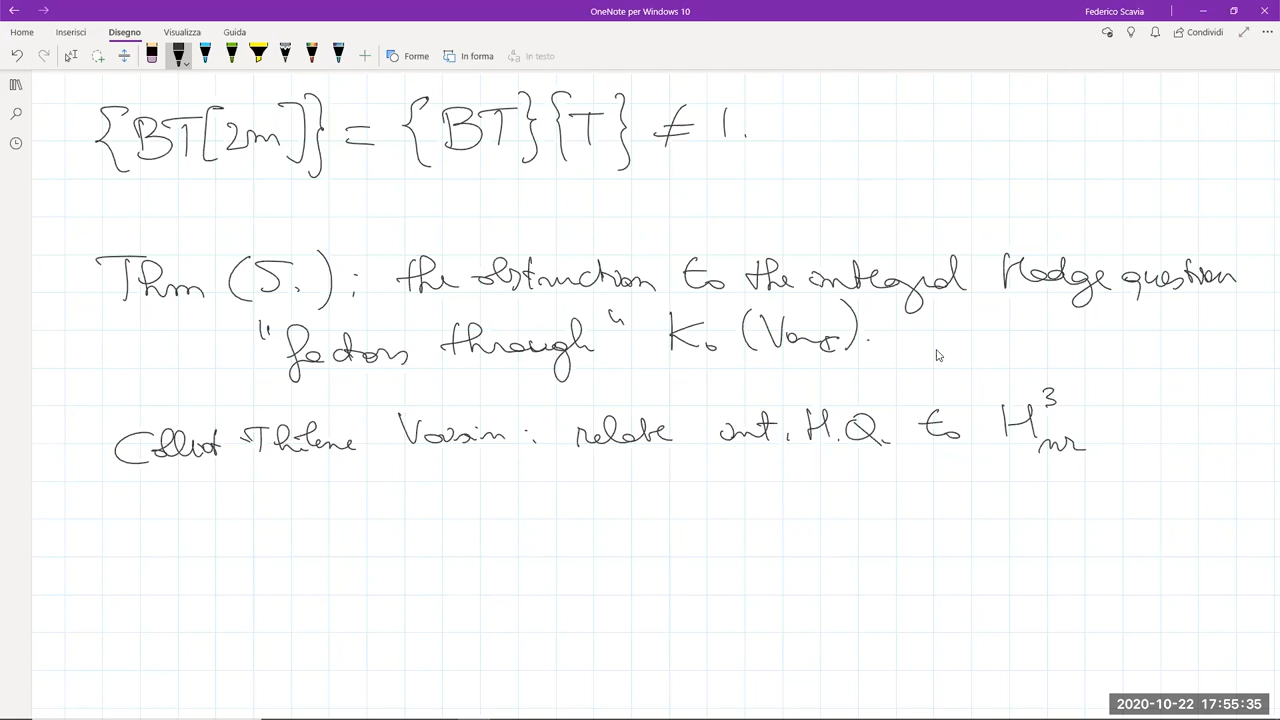 OneNote per Windows 10
Federico Scavia
Home Inserisci Disegno Visualizza Guida
Condividi
Forme In forma In testo
{BT[2m]} = {BT}{T} ≠ 1.
Thm (S.): the obstruction to the integral Hodge question
"factors through" K₀ (Var_C).
Colliot Thélène Voisin: relate int. H.Q. to H³_nr
2020-10-22 17:55:35